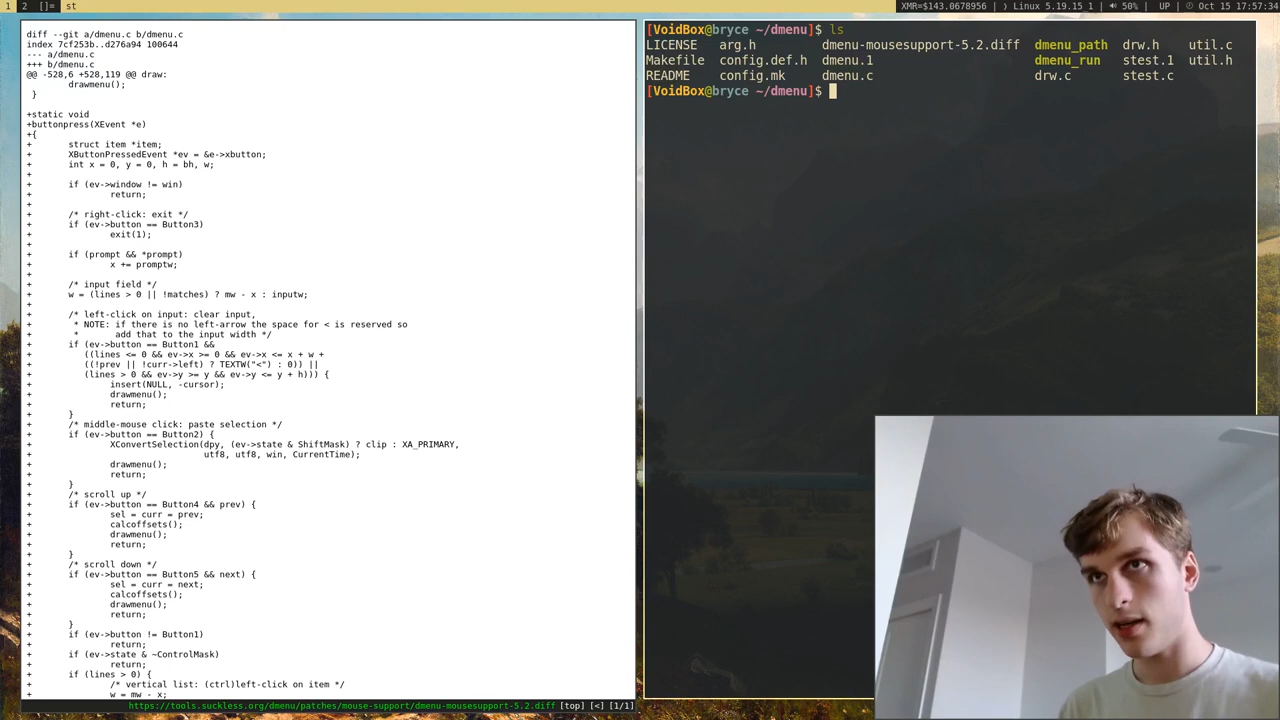 1 2 []= st
XMR=$143.0678956 | Linux 5.19.15_1 | 50% | UP | Oct 15 17:57:34
diff --git a/dmenu.c b/dmenu.c
index 7cf253b..d276a94 100644
--- a/dmenu.c
+++ b/dmenu.c
@@ -528,6 +528,119 @@ draw:
drawmenu();
}
+static void
+buttonpress(XEvent *e)
+{
+ struct item *item;
+ XButtonPressedEvent *ev = &e->xbutton;
+ int x = 0, y = 0, h = bh, w;
+
+ if (ev->window != win)
+ return;
+
+ /* right-click: exit */
+ if (ev->button == Button3)
+ exit(1);
+
+ if (prompt && *prompt)
+ x += promptw;
+
+ /* input field */
+ w = (lines > 0 || !matches) ? mw - x : inputw;
+
+ /* left-click on input: clear input,
+ * NOTE: if there is no left-arrow the space for < is reserved so
+ * add that to the input width */
+ if (ev->button == Button1 &&
+ ((lines <= 0 && ev->x >= 0 && ev->x <= x + w +
+ ((!prev || !curr->left) ? TEXTW("<") : 0)) ||
+ (lines > 0 && ev->y >= y && ev->y <= y + h))) {
+ insert(NULL, -cursor);
+ drawmenu();
+ return;
+ }
+ /* middle-mouse click: paste selection */
+ if (ev->button == Button2) {
+ XConvertSelection(dpy, (ev->state & ShiftMask) ? clip : XA_PRIMARY,
+ utf8, utf8, win, CurrentTime);
+ drawmenu();
+ return;
+ }
+ /* scroll up */
+ if (ev->button == Button4 && prev) {
+ sel = curr = prev;
+ calcoffsets();
+ drawmenu();
+ return;
+ }
+ /* scroll down */
+ if (ev->button == Button5 && next) {
+ sel = curr = next;
+ calcoffsets();
+ drawmenu();
+ return;
+ }
+ if (ev->button != Button1)
+ return;
+ if (ev->state & ~ControlMask)
+ return;
+ if (lines > 0) {
+ /* vertical list: (ctrl)left-click on item */
+ w = mw - x;
https://tools.suckless.org/dmenu/patches/mouse-support/dmenu-mousesupport-5.2.diff [top] [<] [1/1]
[VoidBox@bryce ~/dmenu]$ ls
LICENSE arg.h dmenu-mousesupport-5.2.diff dmenu_path drw.h util.c
Makefile config.def.h dmenu.1 dmenu_run stest.1 util.h
README config.mk dmenu.c drw.c stest.c
[VoidBox@bryce ~/dmenu]$